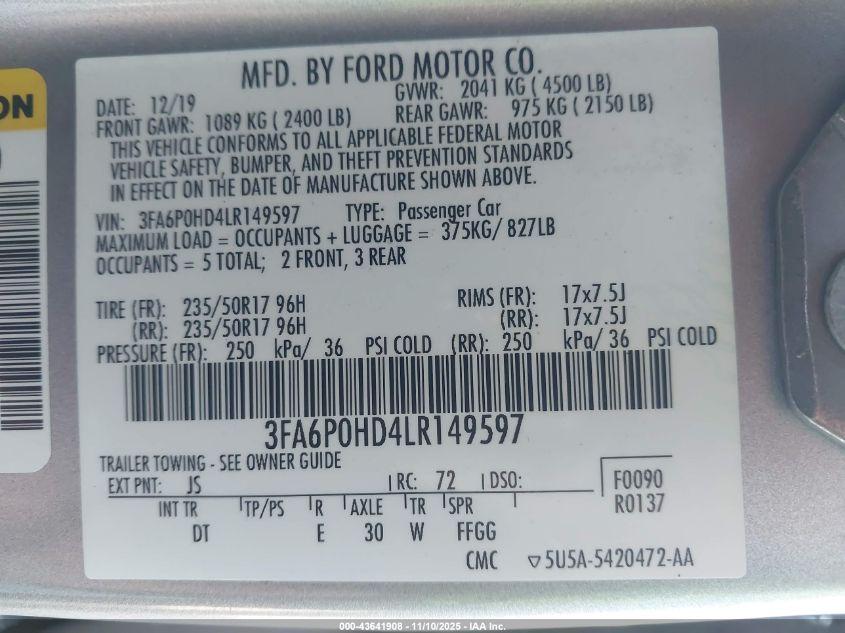 ON
MFD. BY FORD MOTOR CO.
DATE: 12/19 GVWR: 2041 KG ( 4500 LB)
FRONT GAWR: 1089 KG ( 2400 LB) REAR GAWR: 975 KG ( 2150 LB)
THIS VEHICLE CONFORMS TO ALL APPLICABLE FEDERAL MOTOR
VEHICLE SAFETY, BUMPER, AND THEFT PREVENTION STANDARDS
IN EFFECT ON THE DATE OF MANUFACTURE SHOWN ABOVE.
VIN: 3FA6P0HD4LR149597 TYPE: Passenger Car
MAXIMUM LOAD = OCCUPANTS + LUGGAGE = 375KG/ 827LB
OCCUPANTS = 5 TOTAL; 2 FRONT, 3 REAR
TIRE (FR): 235/50R17 96H RIMS (FR): 17x7.5J
(RR): 235/50R17 96H (RR): 17x7.5J
PRESSURE (FR): 250 kPa/ 36 PSI COLD (RR): 250 kPa/ 36 PSI COLD
3FA6P0HD4LR149597
TRAILER TOWING - SEE OWNER GUIDE
EXT PNT: JS RC: 72 DSO: F0090
INT TR TP/PS R AXLE TR SPR R0137
DT E 30 W FFGG
CMC ▽5U5A-5420472-AA
000-43641908 - 11/10/2025 - IAA Inc.